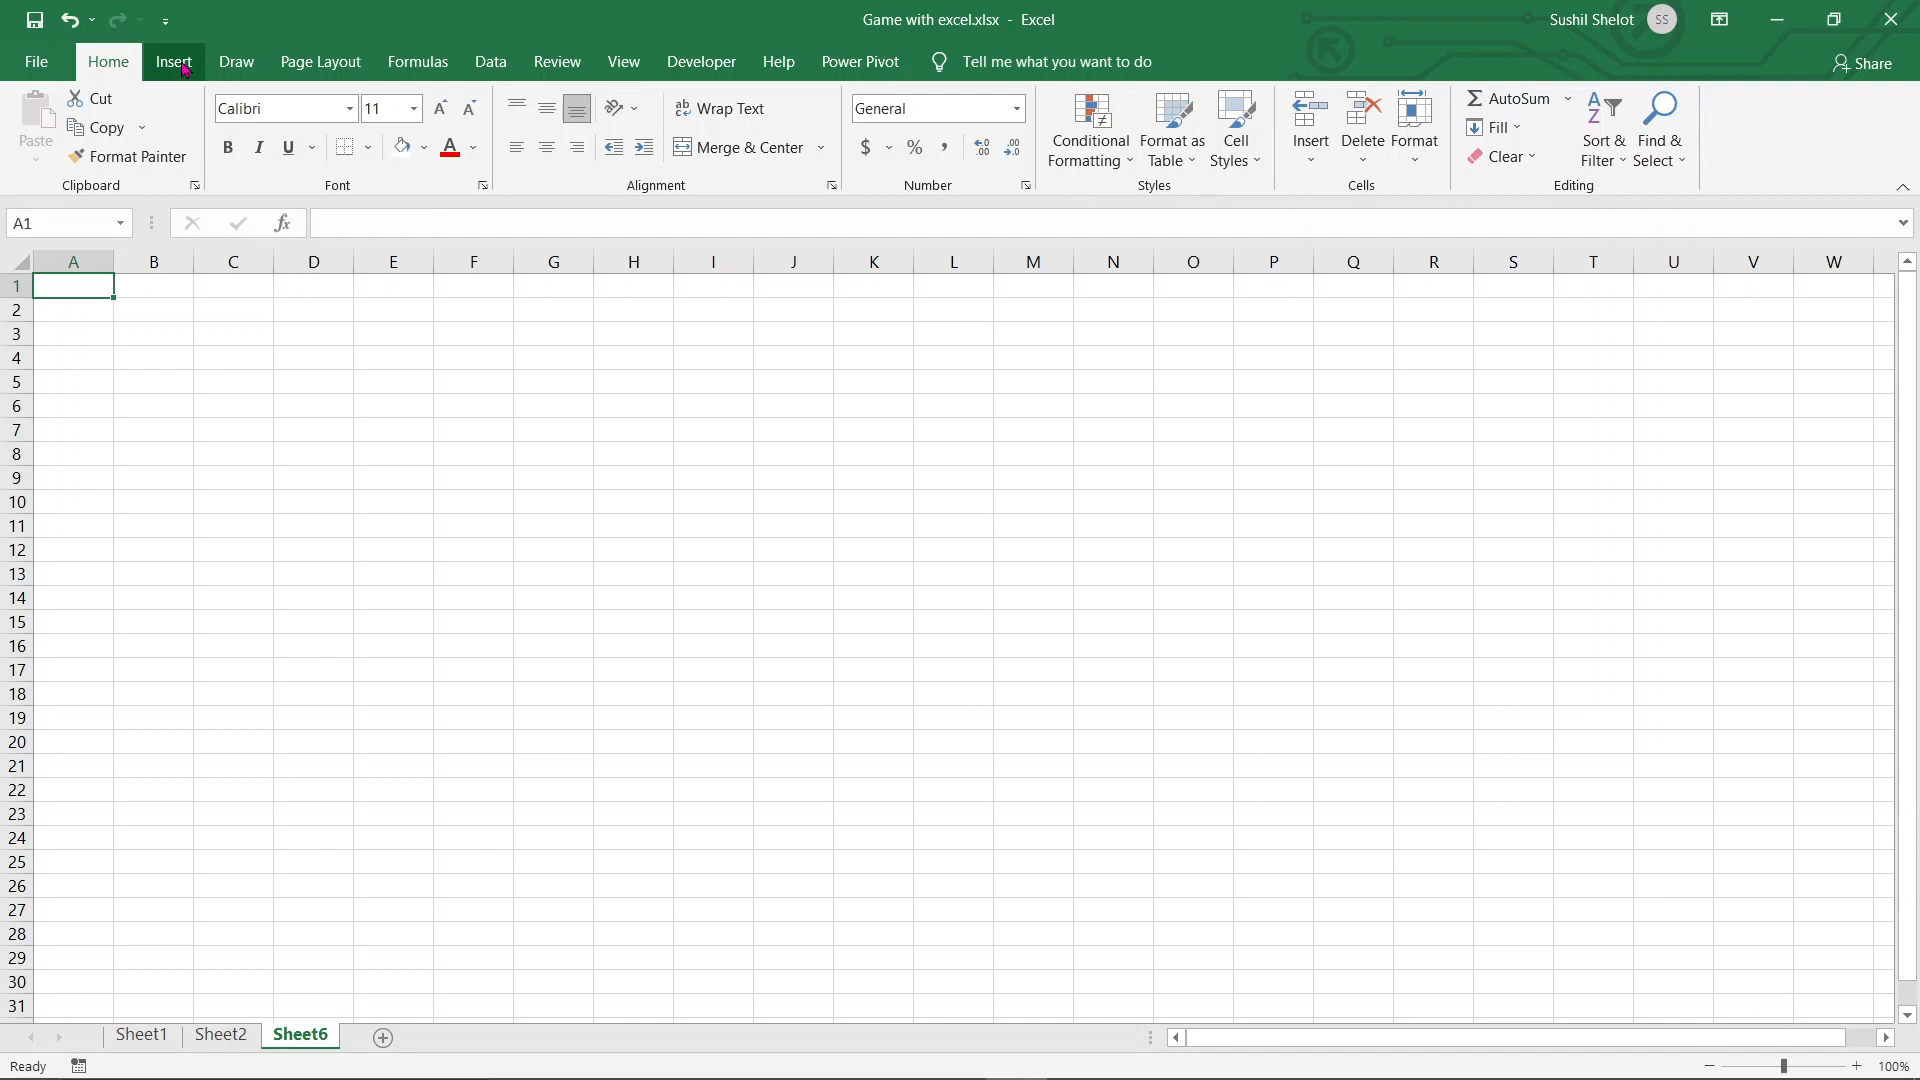 Game with excel.xlsx - Excel
Sushil Shelot SS
File Home Insert Draw Page Layout Formulas Data Review View Developer Help Power Pivot Tell me what you want to do Share
Paste
Cut
Copy
Format Painter
Clipboard
Calibri 11
B I U A
Font
Wrap Text
Merge & Center
Alignment
General
$ % ,
Number
Conditional Formatting
Format as Table
Cell Styles
Styles
Insert Delete Format
Cells
AutoSum
Fill
Clear
Sort & Filter
Find & Select
Editing
A1 fx
A B C D E F G H I J K L M N O P Q R S T U V W
1
2
3
4
5
6
7
8
9
10
11
12
13
14
15
16
17
18
19
20
21
22
23
24
25
26
27
28
29
30
31
Sheet1 Sheet2 Sheet6
Ready 100%